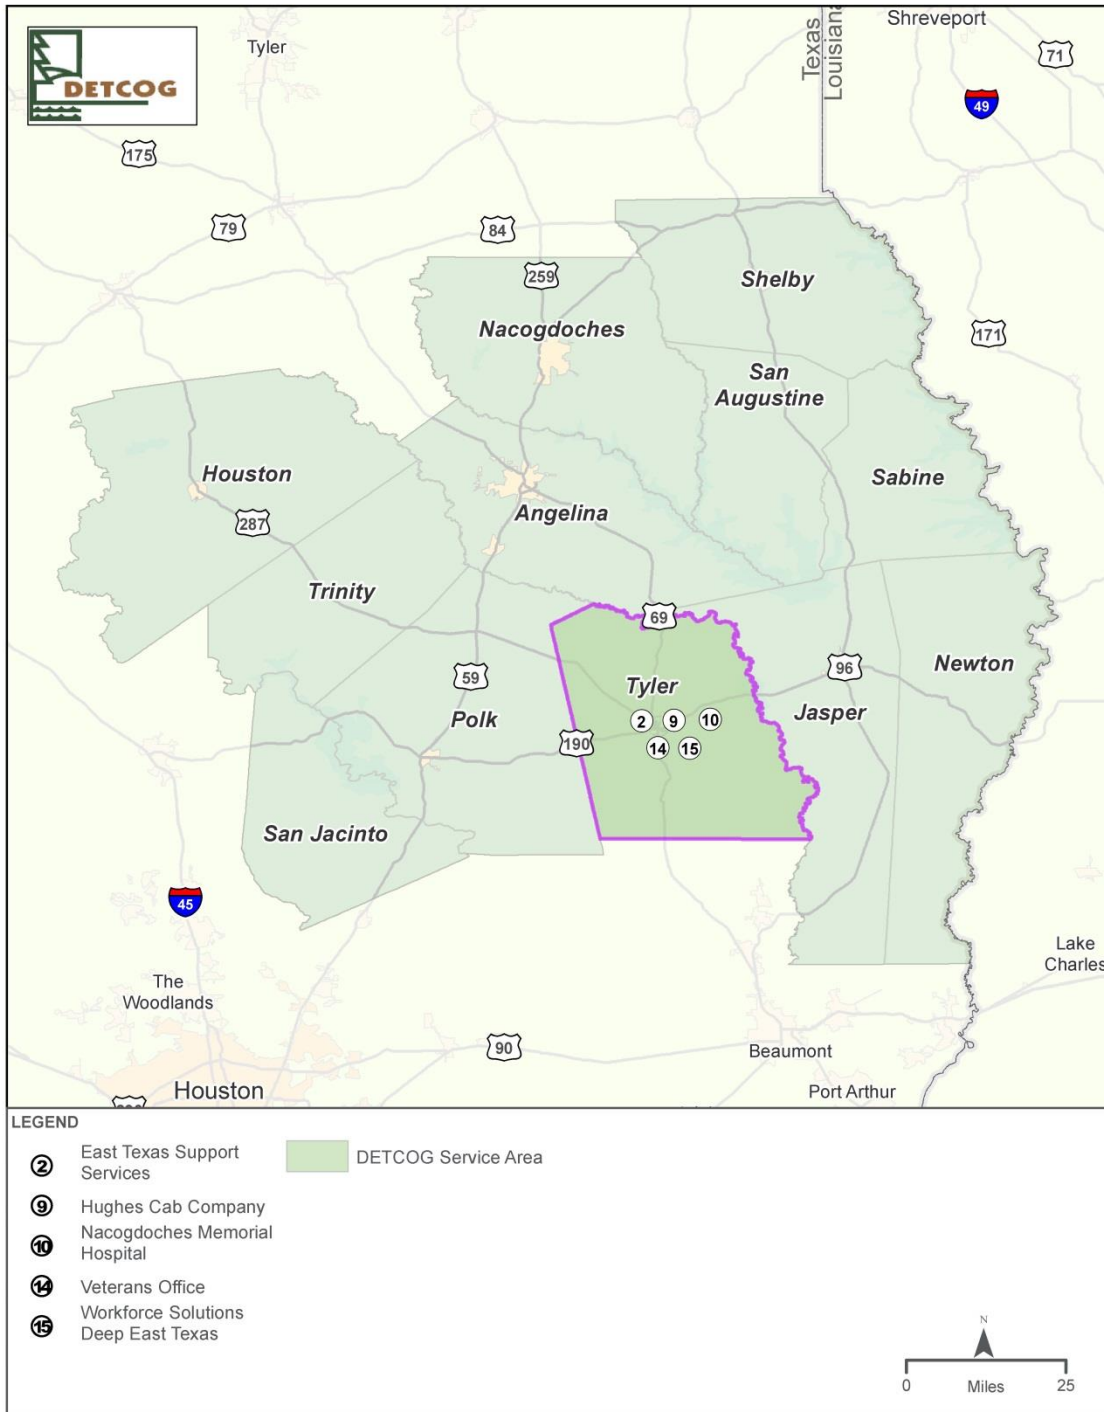 Shreveport
Texas
Louisiana
Tyler
71
DETCOG
49
175
79
84
259
Shelby
Nacogdoches
171
San
Augustine
Houston
Sabine
287
Angelina
Trinity
69
59
Tyler
96
Newton
Polk
Jasper
2
9
10
190
14
15
San Jacinto
45
Lake
Charles
The
Woodlands
90
Beaumont
Houston
Port Arthur
LEGEND
2
East Texas Support
Services
DETCOG Service Area
9
Hughes Cab Company
10
Nacogdoches Memorial
Hospital
14
Veterans Office
15
Workforce Solutions
Deep East Texas
N
0
Miles
25